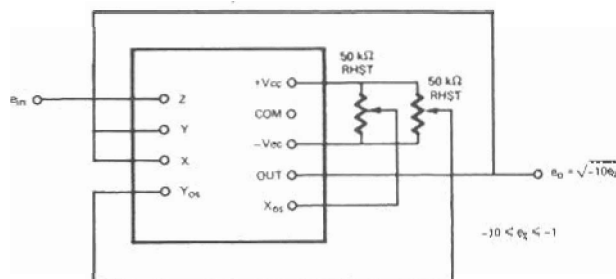 50 kΩ
RHST
50 kΩ
RHST
+Vcc
e_in
Z
COM
Y
−Vcc
X
OUT
Y_os
X_os
e_o = √−10e_z
−10 ≤ e_z ≤ −1